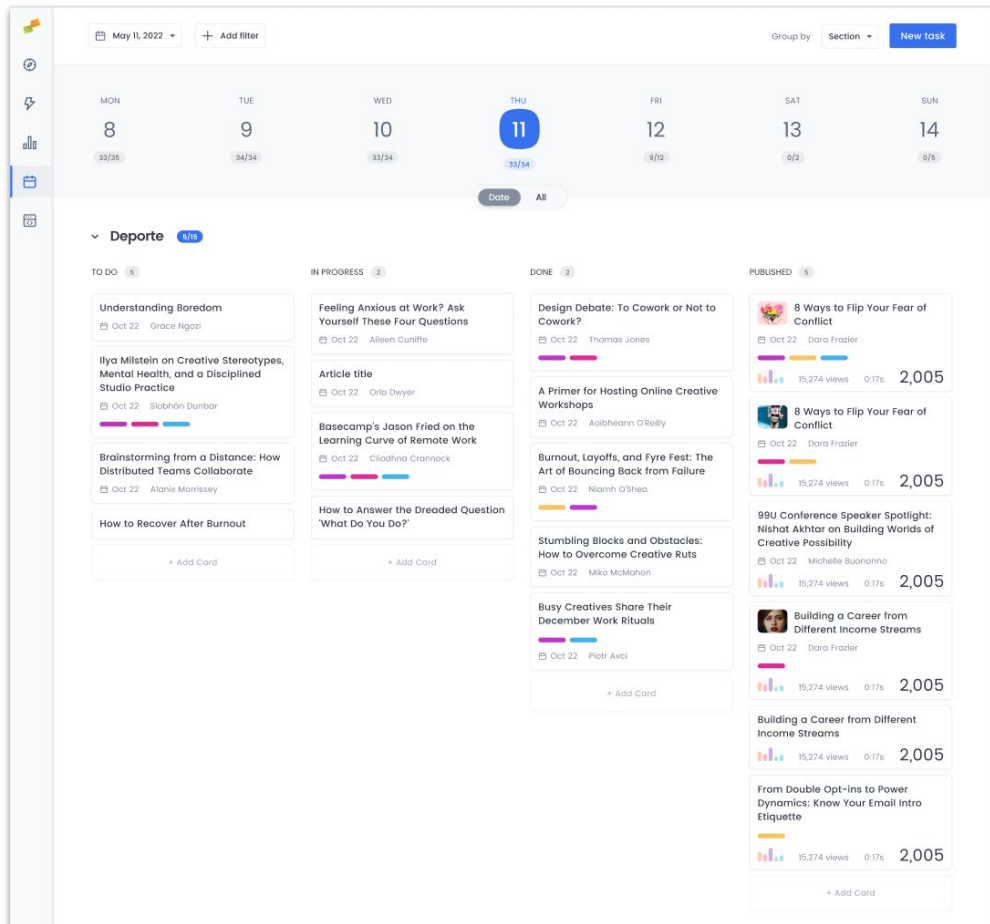 May 11, 2022
Add filter
Group by
Section
New task
MON
TUE
WED
THU
FRI
SAT
SUN
8
9
10
11
12
13
14
33/35
34/34
33/34
33/34
9/12
0/2
0/5
Date
All
Deporte
5/15
TO DO 5
Understanding Boredom
Oct 22 Grace Ngozi
Ilya Milstein on Creative Stereotypes,
Mental Health, and a Disciplined
Studio Practice
Oct 22 Siobhán Dunbar
Brainstorming from a Distance: How
Distributed Teams Collaborate
Oct 22 Alanis Morrissey
How to Recover After Burnout
+ Add Card
IN PROGRESS 2
Feeling Anxious at Work? Ask
Yourself These Four Questions
Oct 22 Aileen Cuniffe
Article title
Oct 22 Orla Dwyer
Basecamp's Jason Fried on the
Learning Curve of Remote Work
Oct 22 Clíodhna Crannock
How to Answer the Dreaded Question
'What Do You Do?'
+ Add Card
DONE 2
Design Debate: To Cowork or Not to
Cowork?
Oct 22 Thomas Jones
A Primer for Hosting Online Creative
Workshops
Oct 22 Aoibheann O'Reilly
Burnout, Layoffs, and Fyre Fest: The
Art of Bouncing Back from Failure
Oct 22 Niamh O'Shea
Stumbling Blocks and Obstacles:
How to Overcome Creative Ruts
Oct 22 Miko McMahon
Busy Creatives Share Their
December Work Rituals
Oct 22 Piotr Avci
+ Add Card
PUBLISHED 5
8 Ways to Flip Your Fear of
Conflict
Oct 22 Dara Frazier
15,274 views 0:17s 2,005
8 Ways to Flip Your Fear of
Conflict
Oct 22 Dara Frazier
15,274 views 0:17s 2,005
99U Conference Speaker Spotlight:
Nishat Akhtar on Building Worlds of
Creative Possibility
Oct 22 Michelle Buonanno
15,274 views 0:17s 2,005
Building a Career from
Different Income Streams
Oct 22 Dara Frazier
15,274 views 0:17s 2,005
Building a Career from Different
Income Streams
15,274 views 0:17s 2,005
From Double Opt-ins to Power
Dynamics: Know Your Email Intro
Etiquette
15,274 views 0:17s 2,005
+ Add Card